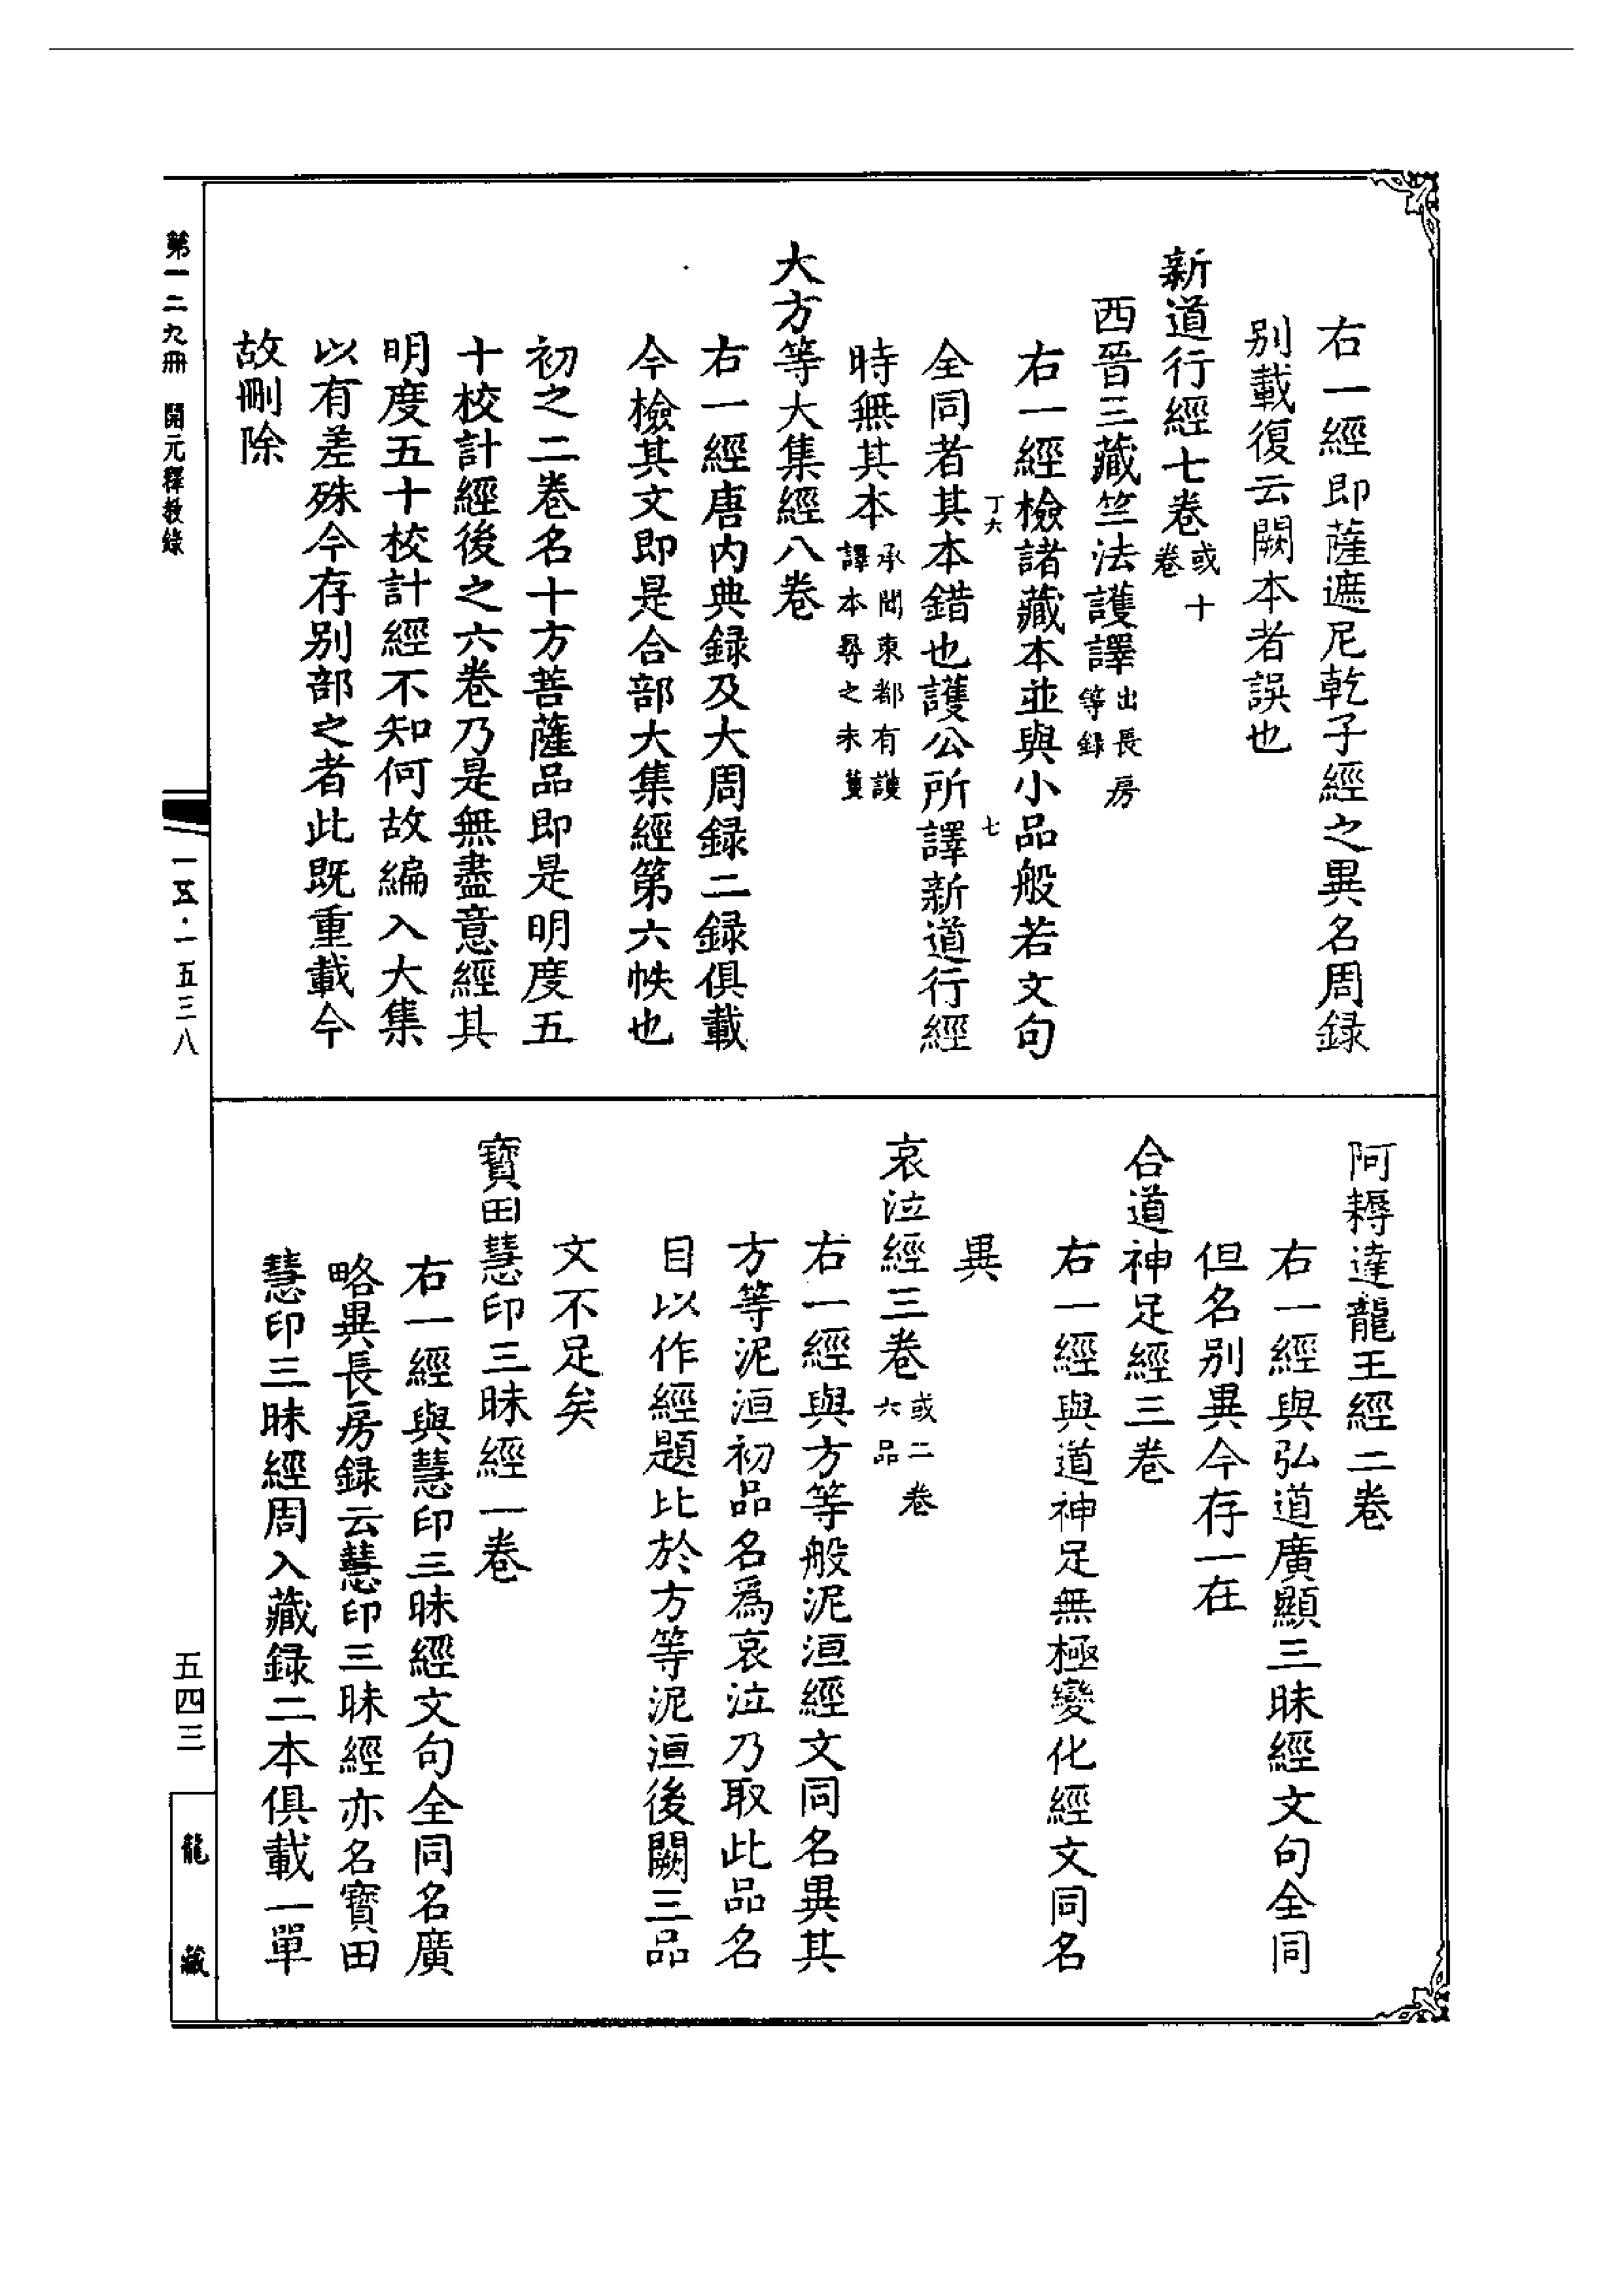 右一經即薩遮尼乾子經之異名周録
别載復云闕本者誤也
新道行經七卷或十卷
西晉三藏竺法護譯出長房等録
右一經檢諸藏本並與小品般若文句
丁六　七
全同者其本錯也護公所譯新道行經
時無其本承聞東都有護譯本尋之未獲
大方等大集經八卷
右一經唐内典録及大周録二録俱載
今檢其文即是合部大集經第六帙也
初之二卷名十方菩薩品即是明度五
十校計經後之六卷乃是無盡意經其
明度五十校計經不知何故編入大集
以有差殊今存别部之者此既重載今
故刪除
阿耨達龍王經二卷
右一經與弘道廣顯三昧經文句全同
但名别異今存一在
合道神足經三卷
右一經與道神足無極變化經文同名
異
哀泣經三卷或二卷六品
右一經與方等般泥洹經文同名異其
方等泥洹初品名爲哀泣乃取此品名
目以作經題比於方等泥洹後闕三品
文不足矣
寶田慧印三昧經一卷
右一經與慧印三昧經文句全同名廣
略異長房録云慧印三昧經亦名寶田
慧印三昧經周入藏録二本俱載一單
第一二九冊　開元釋教錄
一五·一五三八
五四三
龍藏